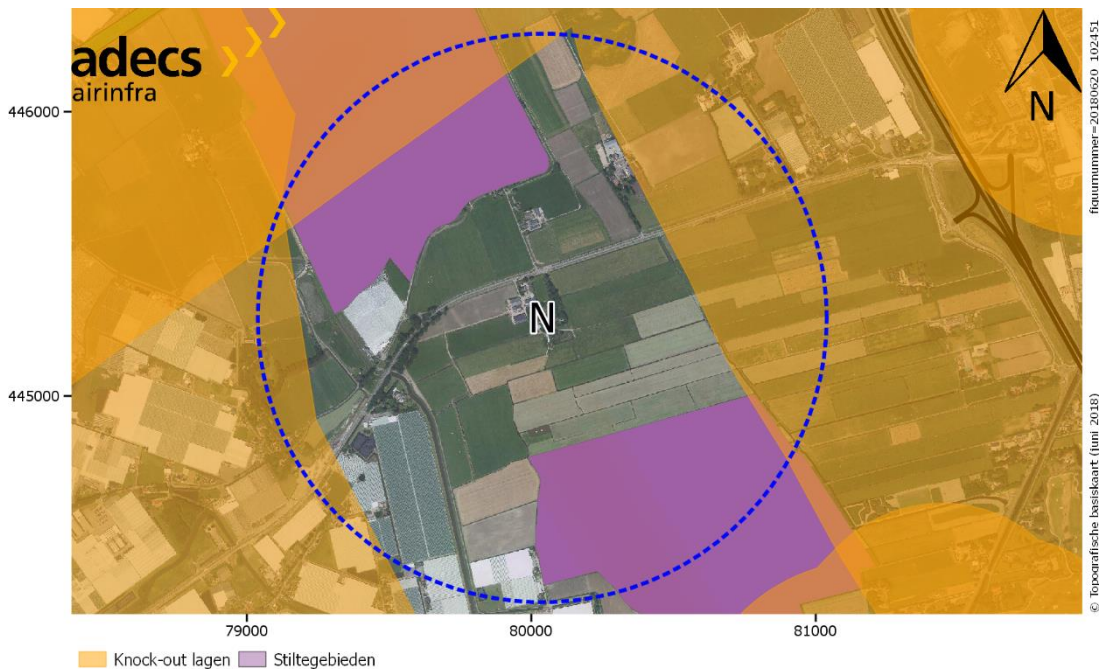 adecs
airinfra
N
446000
N
445000
79000
80000
81000
Knock-out lagen
Stiltegebieden
figuurnummer=20180620_102451
© Topografische basiskaart (juni 2018)